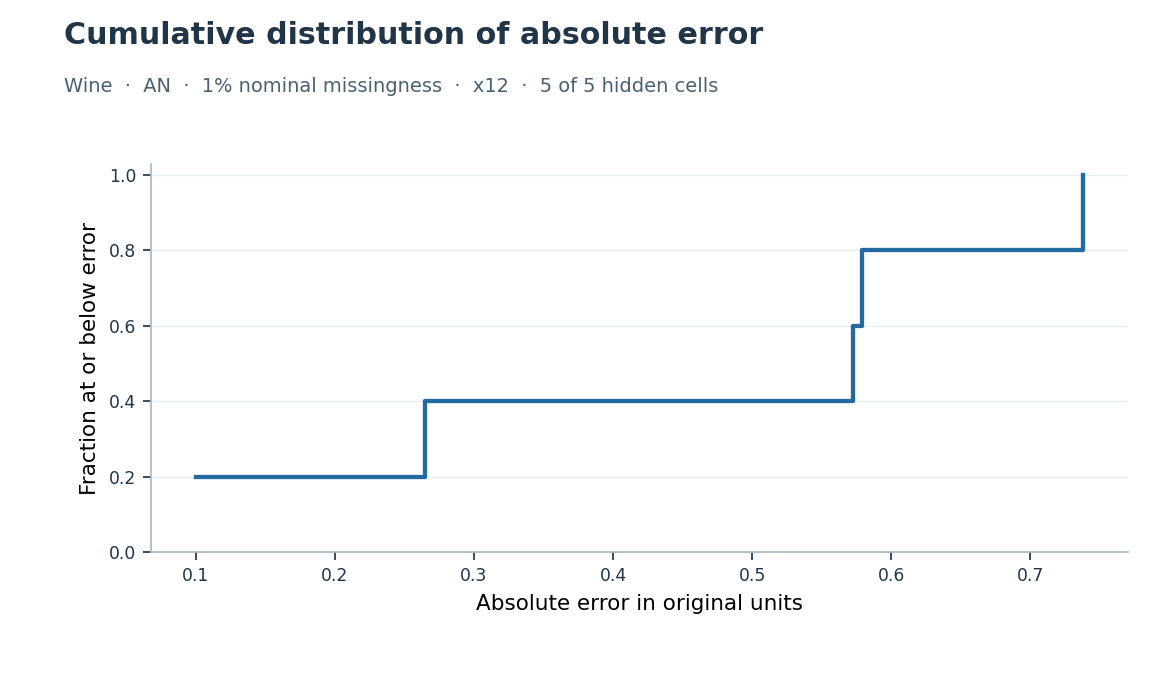 Cumulative distribution of absolute error
Wine · AN · 1% nominal missingness · x12 · 5 of 5 hidden cells
Fraction at or below error
1.0
0.8
0.6
0.4
0.2
0.0
0.1 0.2 0.3 0.4 0.5 0.6 0.7
Absolute error in original units